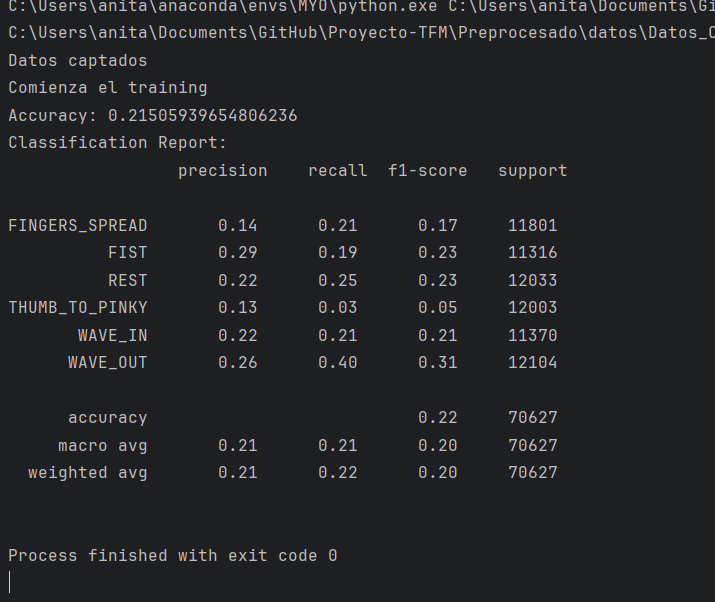 C:\Users\anita\anaconda\envs\MYO\python.exe C:\Users\anita\Documents\Gi
C:\Users\anita\Documents\GitHub\Proyecto-TFM\Preprocesado\datos\Datos_C
Datos captados
Comienza el training
Accuracy: 0.21505939654806236
Classification Report:
precision recall f1-score support
FINGERS_SPREAD 0.14 0.21 0.17 11801
FIST 0.29 0.19 0.23 11316
REST 0.22 0.25 0.23 12033
THUMB_TO_PINKY 0.13 0.03 0.05 12003
WAVE_IN 0.22 0.21 0.21 11370
WAVE_OUT 0.26 0.40 0.31 12104
accuracy 0.22 70627
macro avg 0.21 0.21 0.20 70627
weighted avg 0.21 0.22 0.20 70627
Process finished with exit code 0